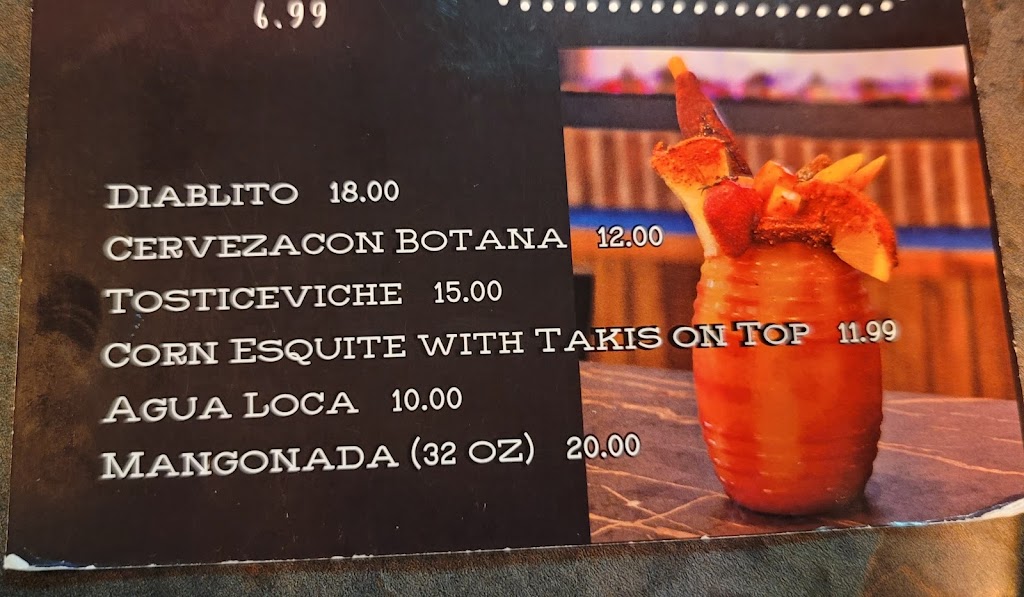 6.99
Diablito 18.00
Cervezacon Botana 12.00
Tosticeviche 15.00
Corn Esquite with Takis on Top 11.99
Agua Loca 10.00
Mangonada (32 oz) 20.00